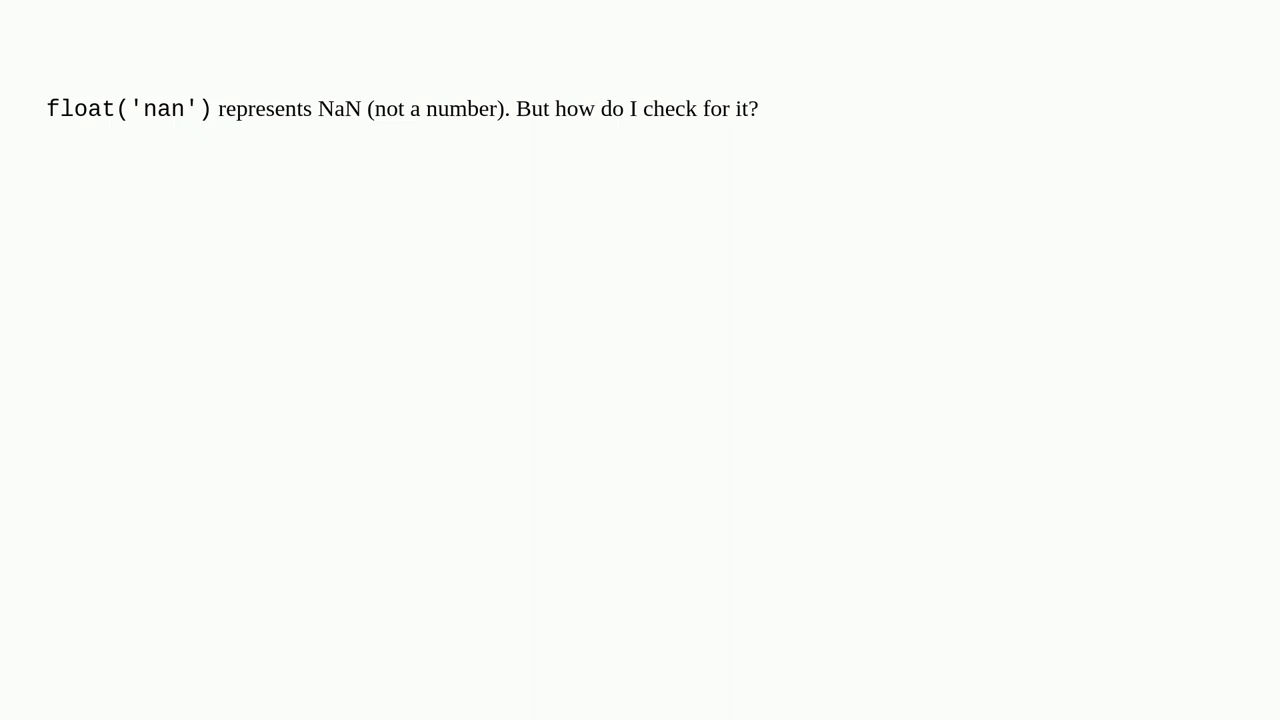 float('nan') represents NaN (not a number). But how do I check for it?